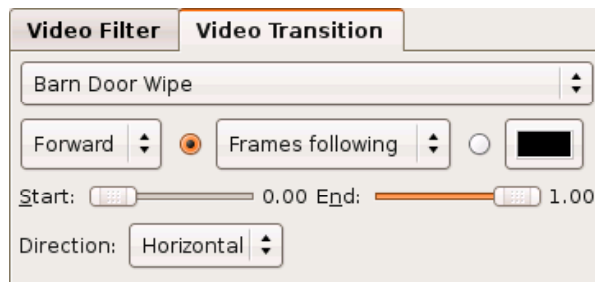 Video Filter Video Transition
Barn Door Wipe
Forward Frames following
Start: 0.00 End: 1.00
Direction: Horizontal